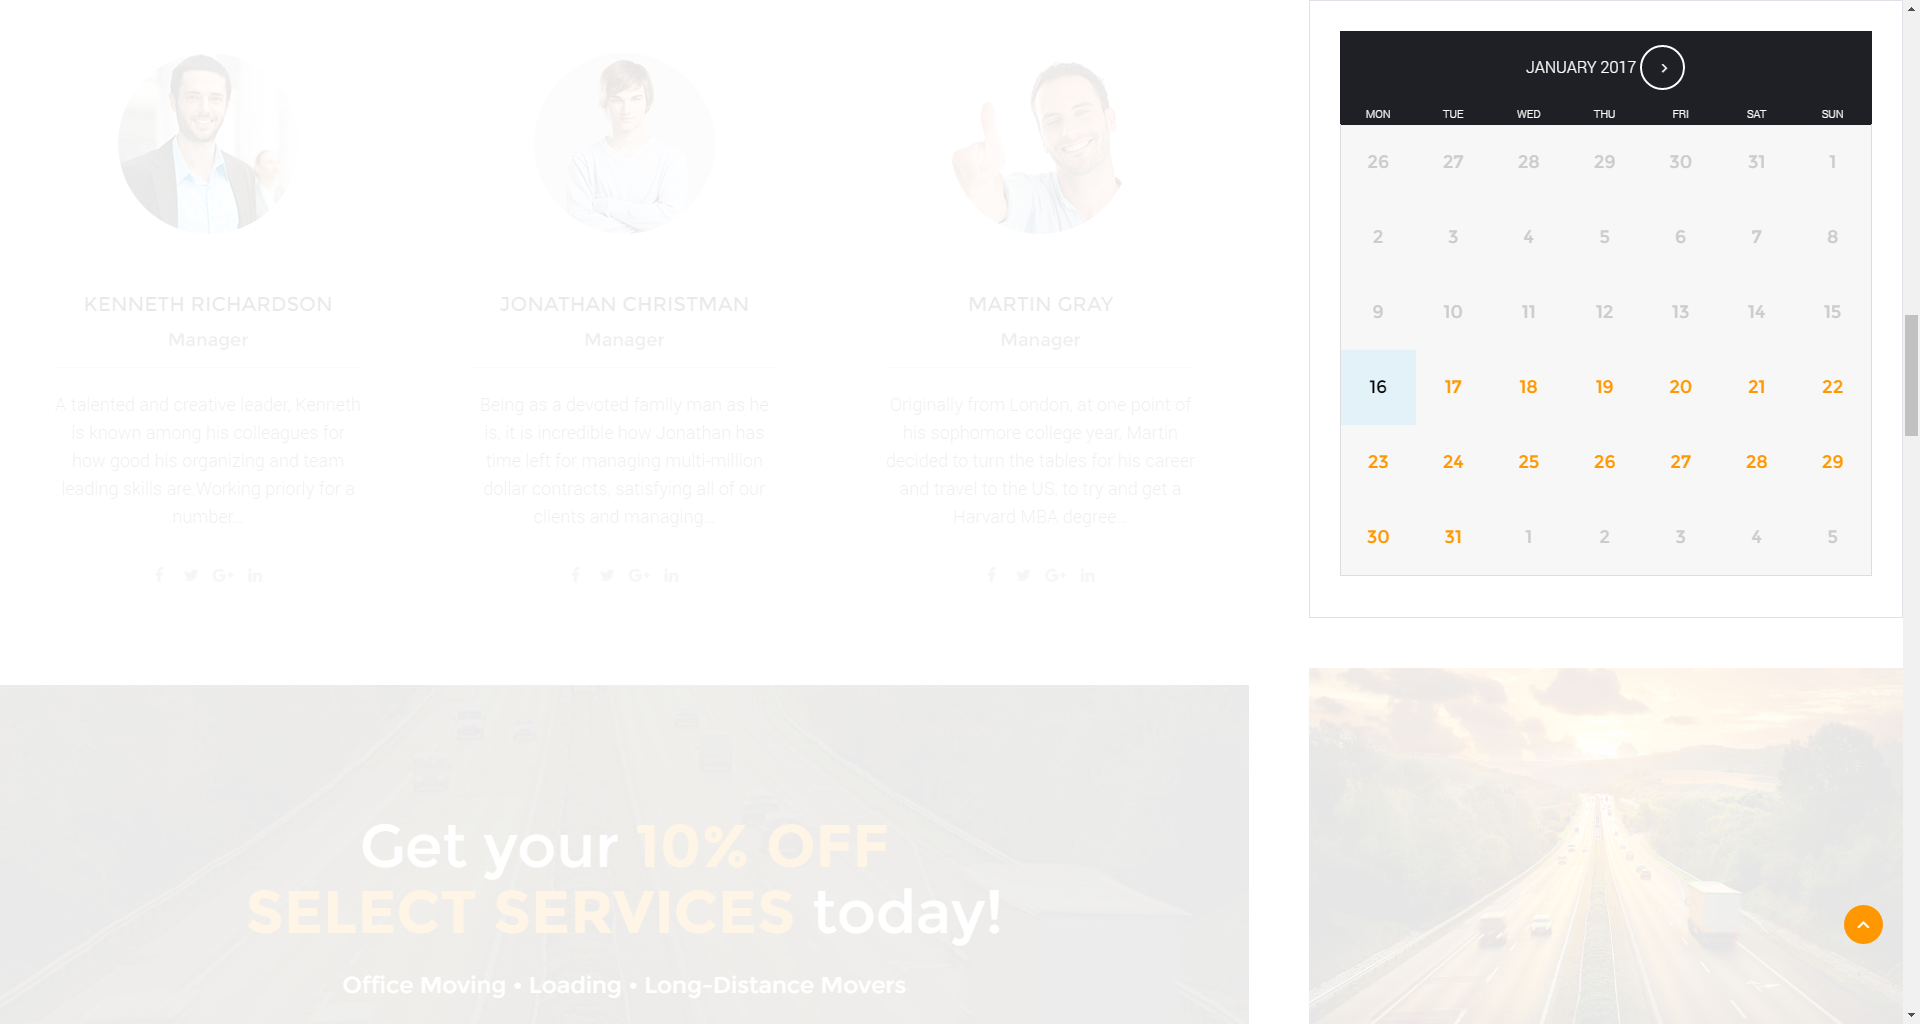 KENNETH RICHARDSON
Manager
A talented and creative leader, Kenneth
is known among his colleagues for
how good his organizing and team
leading skills are.Working priorly for a
number...
JONATHAN CHRISTMAN
Manager
Being as a devoted family man as he
is, it is incredible how Jonathan has
time left for managing multi-million
dollar contracts, satisfying all of our
clients and managing...
MARTIN GRAY
Manager
Originally from London, at one point of
his sophomore college year, Martin
decided to turn the tables for his career
and travel to the US, to try and get a
Harvard MBA degree...
Get your 10% OFF
SELECT SERVICES today!
Office Moving • Loading • Long-Distance Movers
JANUARY 2017
MON TUE WED THU FRI SAT SUN
26 27 28 29 30 31 1
2 3 4 5 6 7 8
9 10 11 12 13 14 15
16 17 18 19 20 21 22
23 24 25 26 27 28 29
30 31 1 2 3 4 5